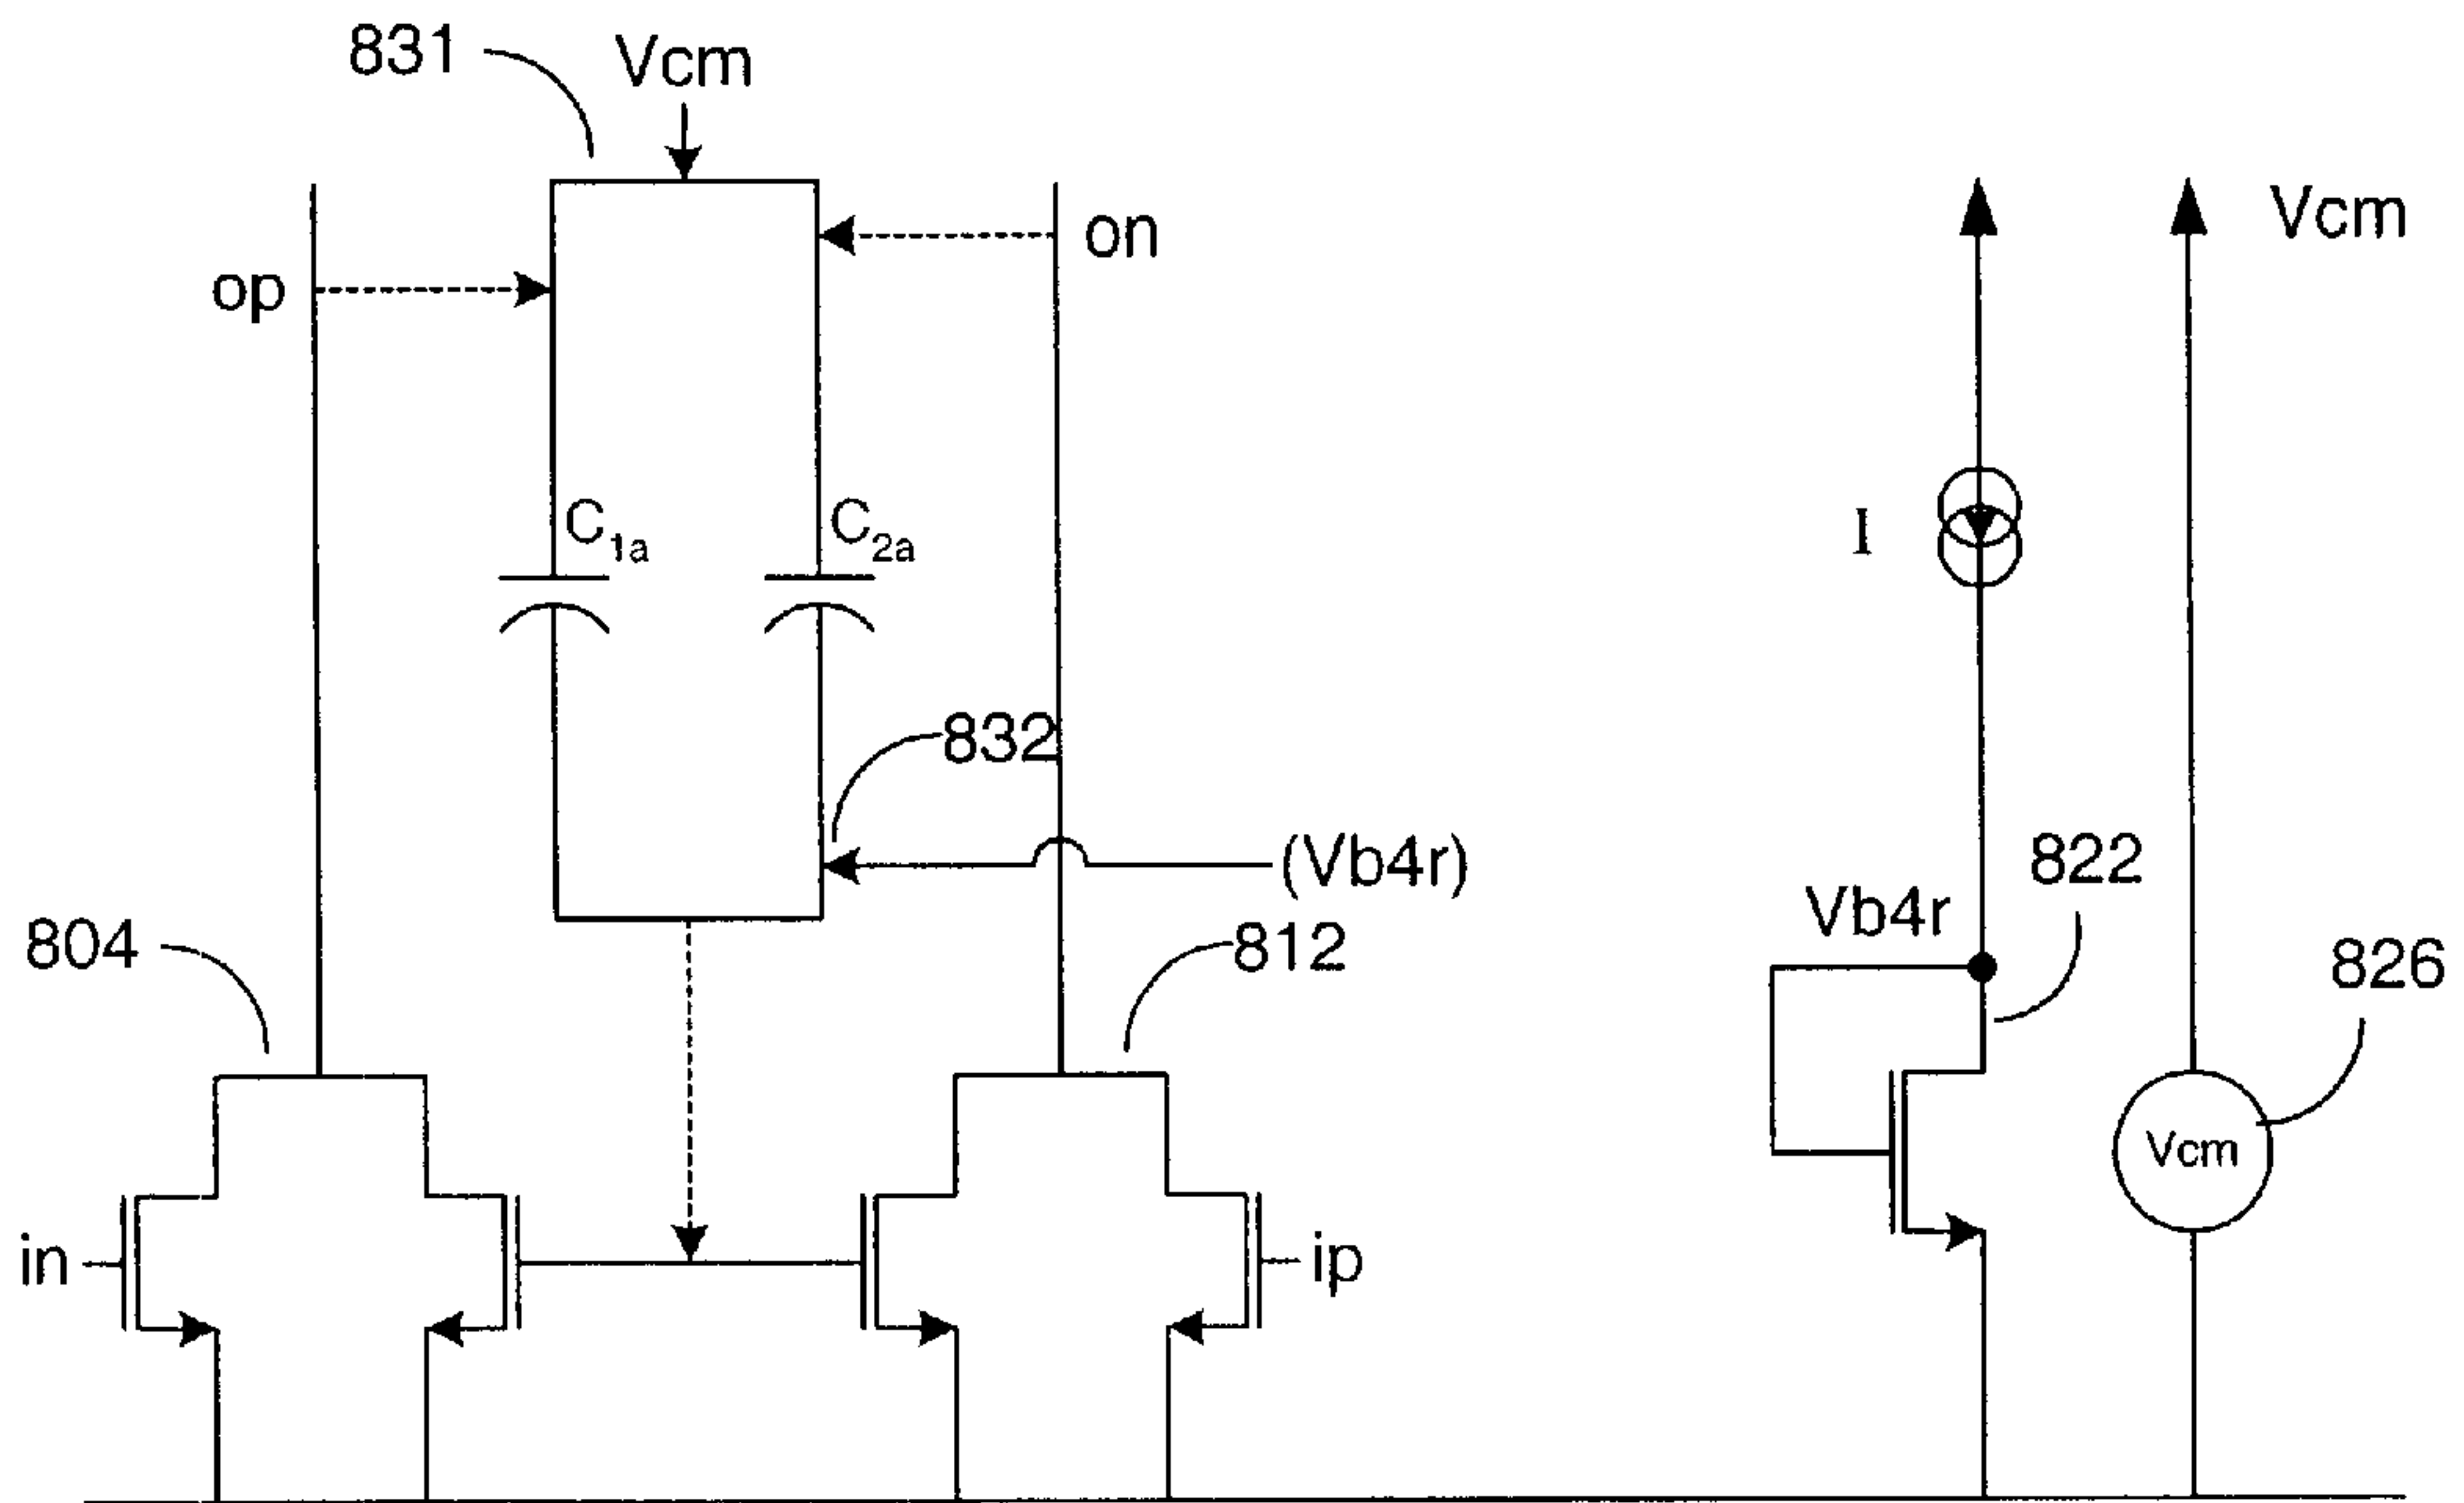 831
Vcm
op
on
Vcm
C1a
C2a
I
832
(Vb4r)
822
Vb4r
804
812
826
Vcm
in
ip